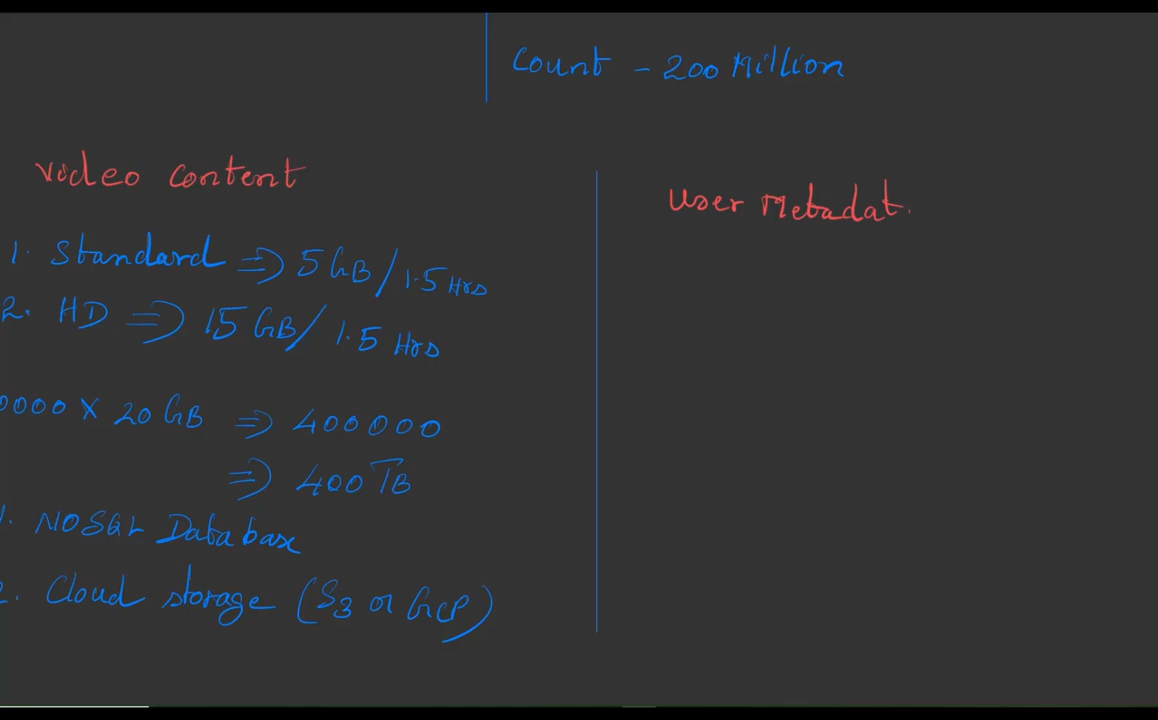 Count - 200 Million
Video Content
User Metadat.
1. Standard => 5 GB/1.5 Hrs
2. HD => 15 GB/1.5 Hrs
0000 X 20 GB => 400000
=> 400 TB
1. NOSQL Database
2. Cloud storage (S3 or GCP)